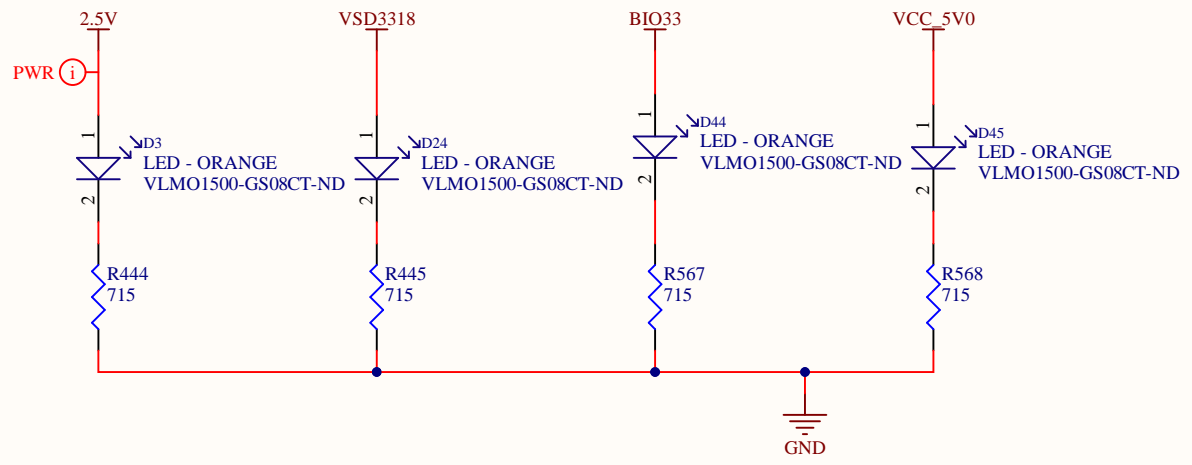 2.5V
VSD3318
BIO33
VCC_5V0
PWR
i
1
D3
LED - ORANGE
VLMO1500-GS08CT-ND
2
1
D24
LED - ORANGE
VLMO1500-GS08CT-ND
2
1
D44
LED - ORANGE
VLMO1500-GS08CT-ND
2
1
D45
LED - ORANGE
VLMO1500-GS08CT-ND
2
R444
715
R445
715
R567
715
R568
715
GND